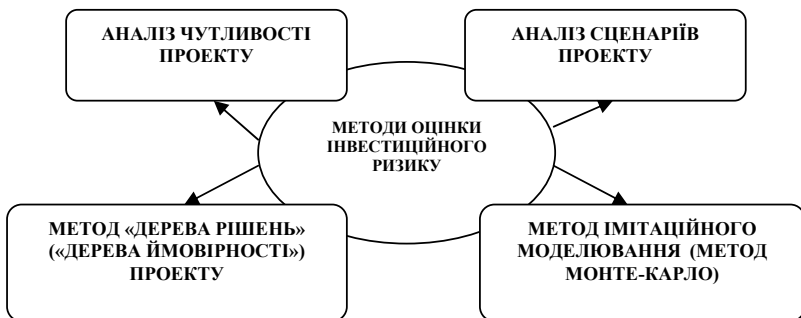 АНАЛІЗ ЧУТЛИВОСТІ
ПРОЕКТУ
АНАЛІЗ СЦЕНАРІЇВ
ПРОЕКТУ
МЕТОДИ ОЦІНКИ
ІНВЕСТИЦІЙНОГО
РИЗИКУ
МЕТОД «ДЕРЕВА РІШЕНЬ»
(«ДЕРЕВА ЙМОВІРНОСТІ»)
ПРОЕКТУ
МЕТОД ІМІТАЦІЙНОГО
МОДЕЛЮВАННЯ (МЕТОД
МОНТЕ-КАРЛО)